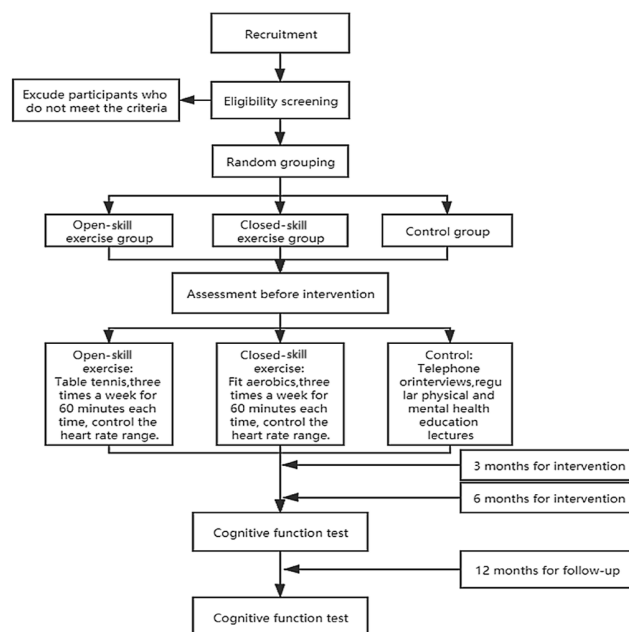 Recruitment
Excude participants who
do not meet the criteria
Eligibility screening
Random grouping
Open-skill
exercise group
Closed-skill
exercise group
Control group
Assessment before intervention
Open-skill
exercise:
Table tennis,three
times a week for
60 minutes each
time, control the
heart rate range.
Closed-skill
exercise:
Fit aerobics,three
times a week for
60 minutes each
time, control the
heart rate range.
Control:
Telephone
orinterviews,regu
lar physical and
mental health
education
lectures
3 months for intervention
6 months for intervention
Cognitive function test
12 months for follow-up
Cognitive function test